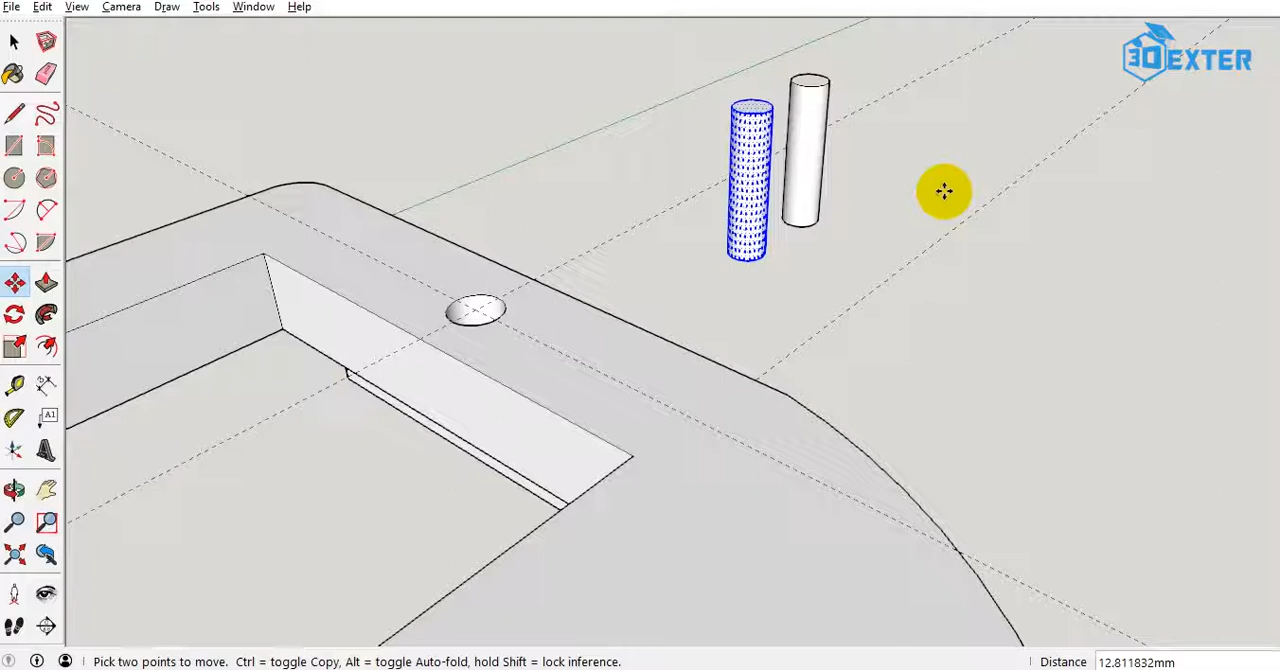 File Edit View Camera Draw Tools Window Help
3DEXTER
A1
Pick two points to move. Ctrl = toggle Copy, Alt = toggle Auto-fold, hold Shift = lock inference. Distance 12.811832mm